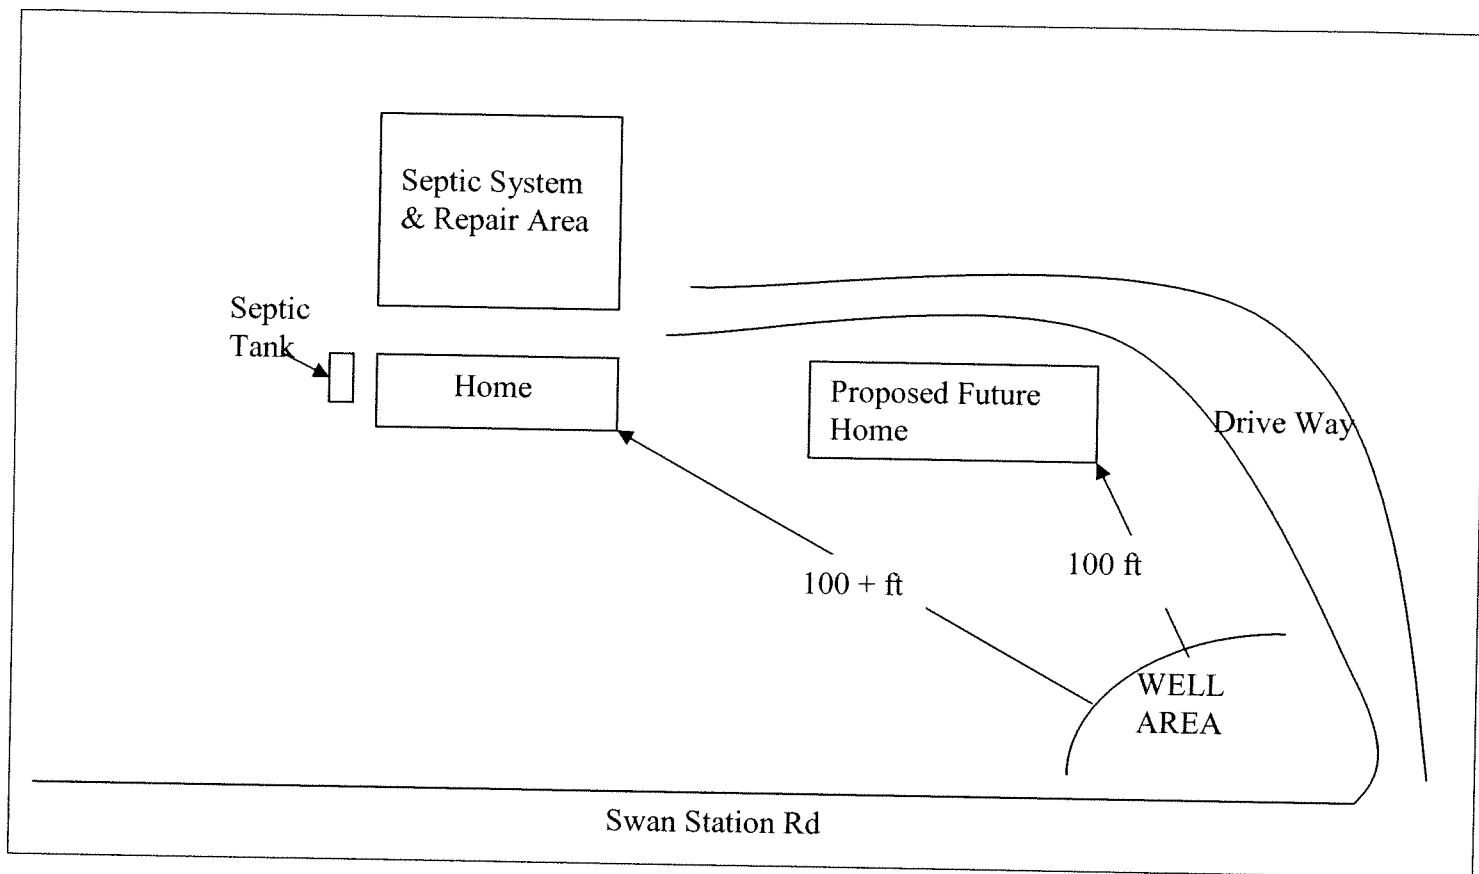 Septic System
& Repair Area
Septic
Tank
Home
Proposed Future
Home
Drive Way
100 ft
100 + ft
WELL
AREA
Swan Station Rd